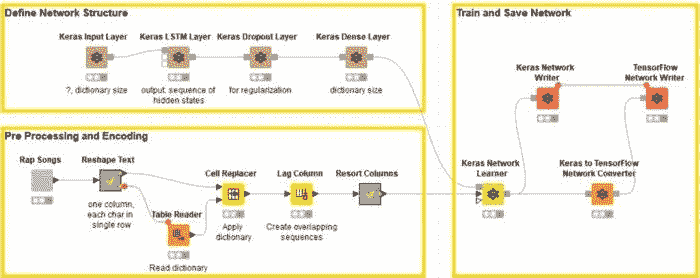 Define Network Structure
Keras Input Layer
Keras LSTM Layer
Keras Dropout Layer
Keras Dense Layer
?, dictionary size
output: sequence of
hidden states
for regularization
dictionary size
Pre Processing and Encoding
Rap Songs
Reshape Text
one column,
each char in
single row
Table Reader
Read dictionary
Cell Replacer
Apply
dictionary
Lag Column
Create overlapping
sequences
Resort Columns
Train and Save Network
Keras Network
Writer
TensorFlow
Network Writer
Keras Network
Learner
Keras to TensorFlow
Network Converter